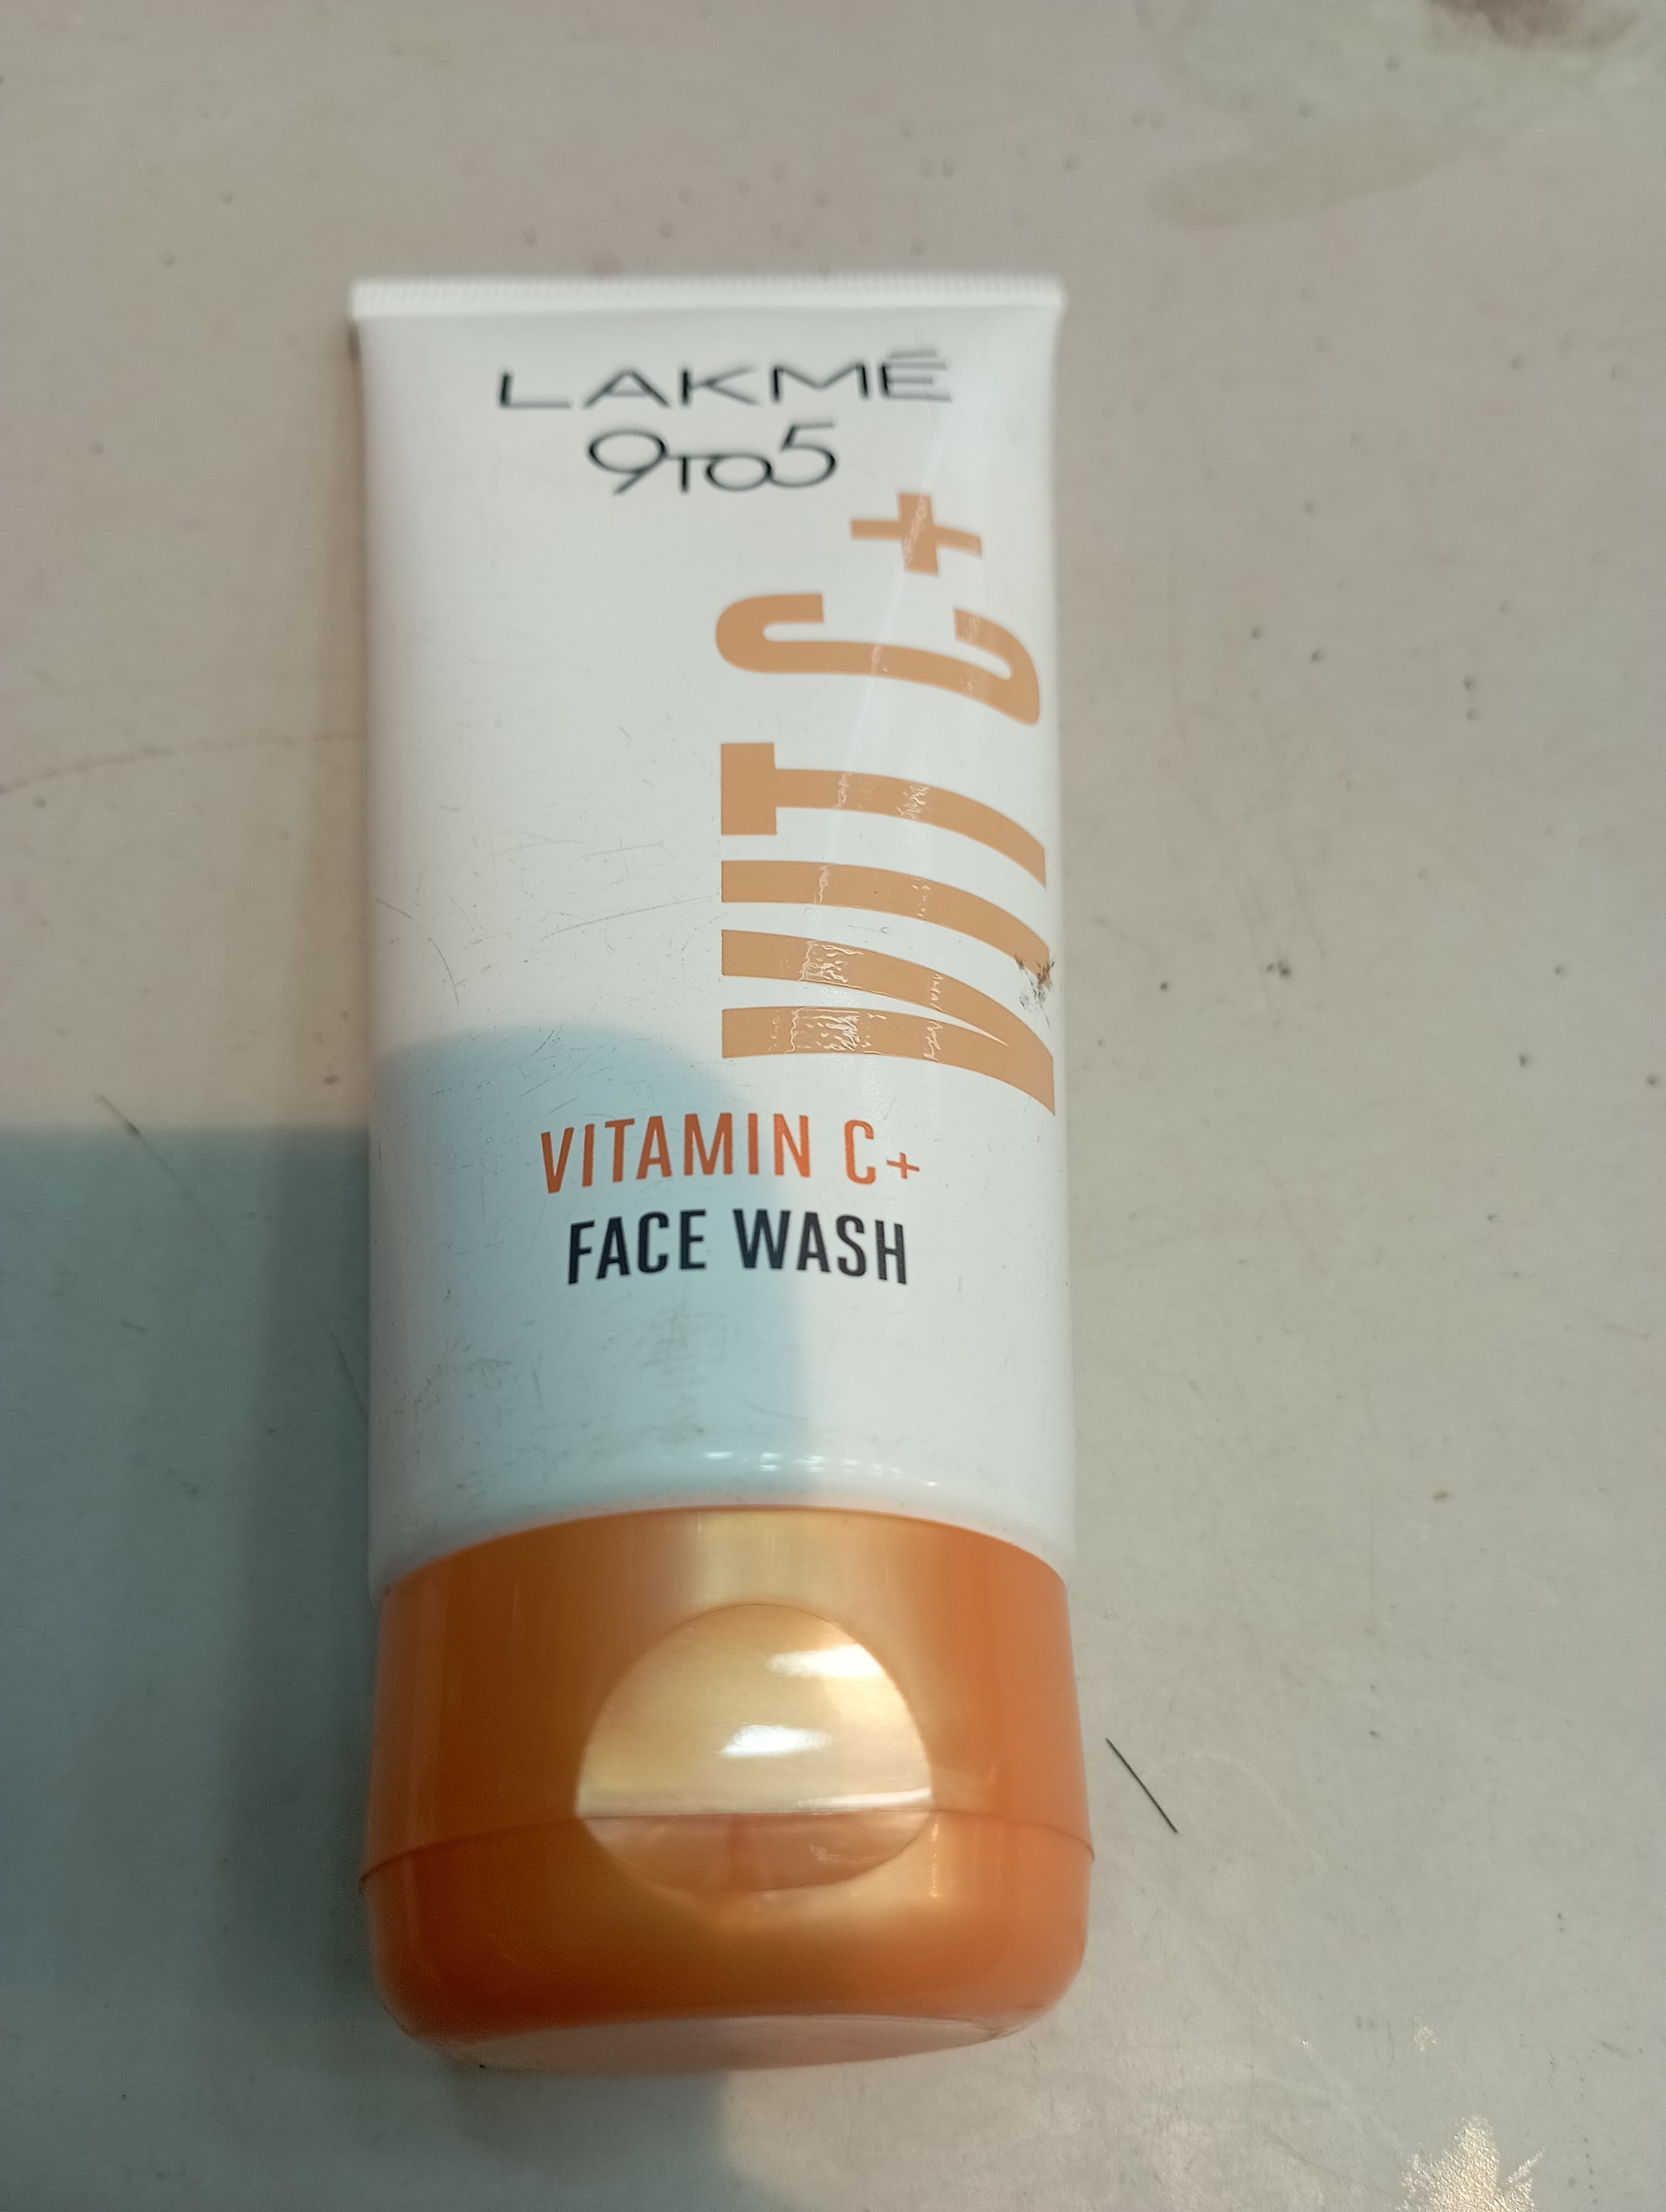 LAKMĒ
9TO5
VIT C+
VITAMIN C+
FACE WASH